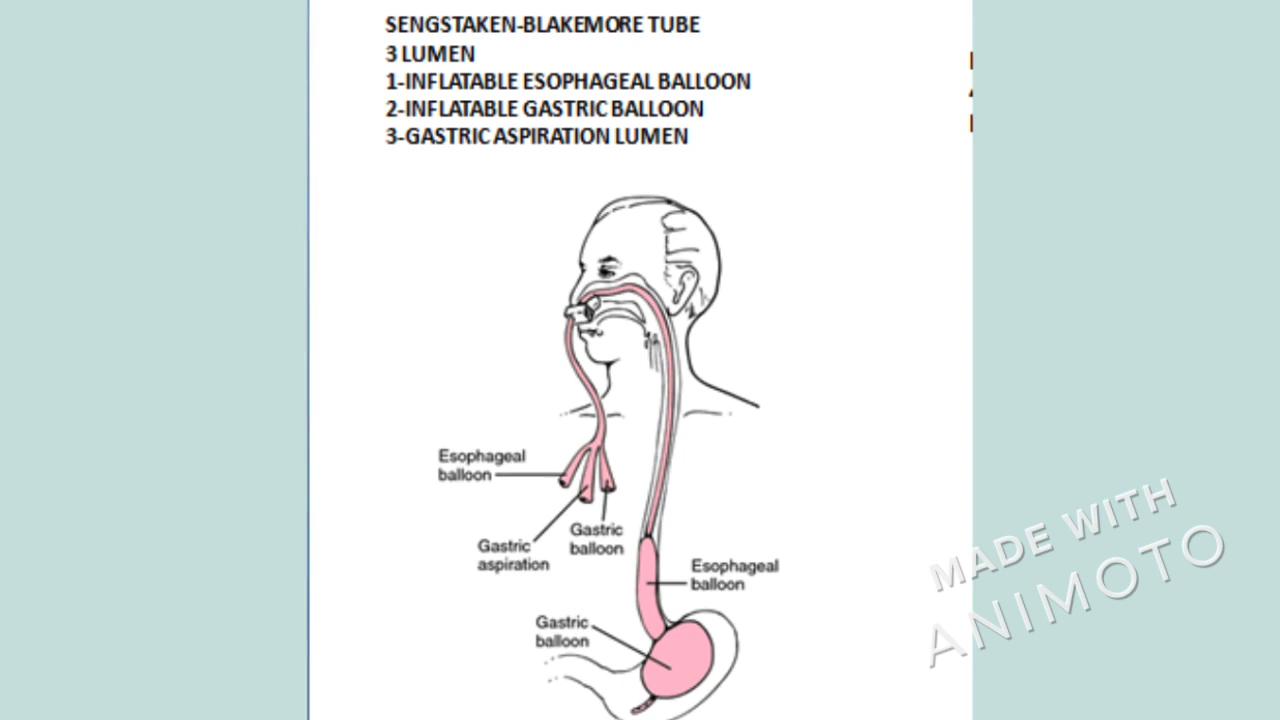 SENGSTAKEN-BLAKEMORE TUBE
3 LUMEN
1-INFLATABLE ESOPHAGEAL BALLOON
2-INFLATABLE GASTRIC BALLOON
3-GASTRIC ASPIRATION LUMEN
Esophageal
balloon
Gastric
balloon
Gastric
aspiration
Esophageal
balloon
Gastric
balloon
MADE WITH
ANIMOTO